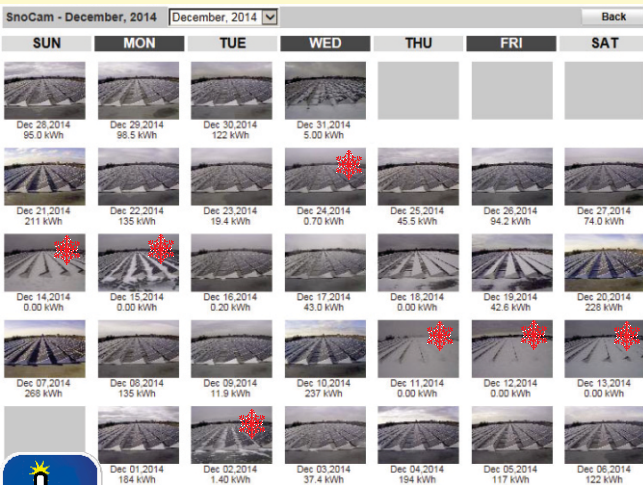 SnoCam - December, 2014 December, 2014 Back
SUN MON TUE WED THU FRI SAT
Dec 28,2014 Dec 29,2014 Dec 30,2014 Dec 31,2014
95.0 kWh 98.5 kWh 122 kWh 5.00 kWh
Dec 21,2014 Dec 22,2014 Dec 23,2014 Dec 24,2014 Dec 25,2014 Dec 26,2014 Dec 27,2014
211 kWh 135 kWh 19.4 kWh 0.70 kWh 45.5 kWh 94.2 kWh 74.0 kWh
Dec 14,2014 Dec 15,2014 Dec 16,2014 Dec 17,2014 Dec 18,2014 Dec 19,2014 Dec 20,2014
0.00 kWh 0.00 kWh 0.20 kWh 43.0 kWh 0.00 kWh 42.6 kWh 228 kWh
Dec 07,2014 Dec 08,2014 Dec 09,2014 Dec 10,2014 Dec 11,2014 Dec 12,2014 Dec 13,2014
268 kWh 135 kWh 11.9 kWh 237 kWh 0.00 kWh 0.00 kWh 0.00 kWh
Dec 01,2014 Dec 02,2014 Dec 03,2014 Dec 04,2014 Dec 05,2014 Dec 06,2014
184 kWh 1.40 kWh 37.4 kWh 194 kWh 117 kWh 122 kWh